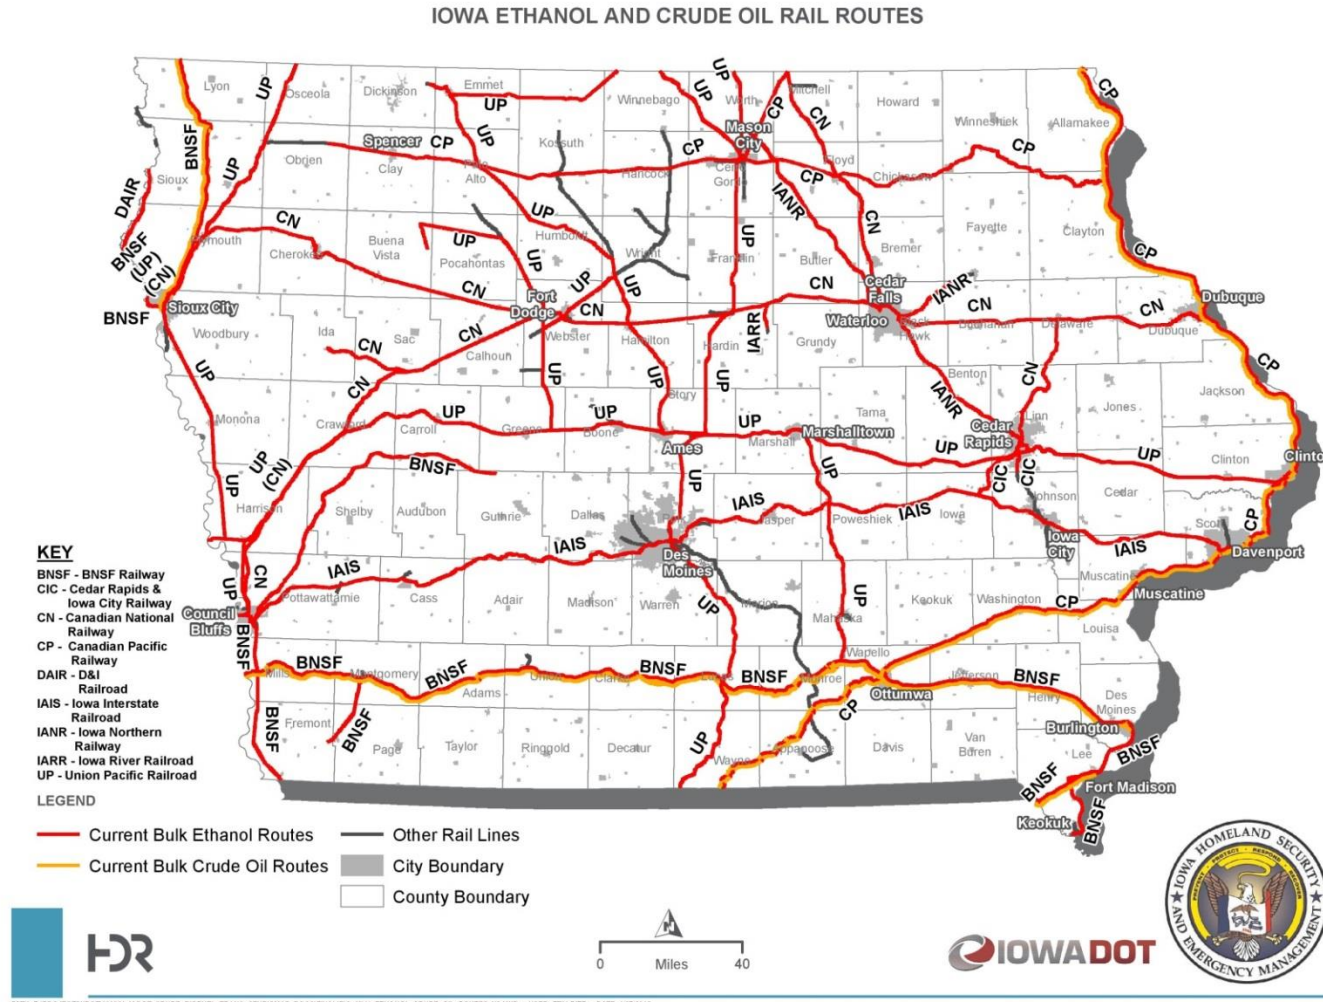 IOWA ETHANOL AND CRUDE OIL RAIL ROUTES
Lyon
Osceola
Dickinson
Emmet
Winnebago
Worth
Mitchell
Howard
Winneshiek
Allamakee
UP
UP
UP
UP
CP
CN
CP
BNSF
UP
Spencer
CP
UP
Kossuth
CP
Mason
City
CP
Sioux
Obrien
Clay
Palo
Alto
Hancock
Cerro
Gordo
Floyd
Chickasaw
CP
DAIR
CN
UP
IANR
CN
BNSF
(UP)
(CN)
Plymouth
Cherokee
Buena
Vista
UP
Pocahontas
Humboldt
UP
Wright
Franklin
UP
Butler
Bremer
Fayette
Clayton
CP
BNSF
Sioux City
CN
Fort
Dodge
UP
UP
CN
CN
Cedar
Falls
IANR
CN
CN
Dubuque
Woodbury
Ida
Sac
CN
Calhoun
Webster
Hamilton
Hardin
IARR
Grundy
Waterloo
Black
Hawk
Buchanan
Delaware
Dubuque
UP
CN
CN
UP
UP
Story
UP
Benton
IANR
CN
CP
Monona
Crawford
UP
Carroll
Greene
UP
Boone
Ames
UP
Marshall
Marshalltown
Tama
Cedar
Rapids
Linn
Jones
Jackson
UP
UP
(CN)
BNSF
UP
UP
CIC
CIC
UP
Clinton
Clinto
Harrison
Shelby
Audubon
Guthrie
Dallas
Polk
IAIS
Jasper
Poweshiek
IAIS
Iowa
Johnson
Cedar
Scott
CP
UP
CN
IAIS
IAIS
Des
Moines
UP
Iowa
City
IAIS
Davenport
Council
Bluffs
Pottawattamie
Cass
Adair
Madison
Warren
UP
Marion
Mahaska
UP
Keokuk
Washington
CP
Muscatine
Muscatine
Louisa
BNSF
BNSF
Mills
Montgomery
BNSF
Adams
BNSF
Union
Clarke
BNSF
Lucas
BNSF
Monroe
Wapello
Ottumwa
Jefferson
BNSF
Henry
Des
Moines
Burlington
BNSF
Fremont
BNSF
Page
Taylor
Ringgold
Decatur
UP
Wayne
CP
Appanoose
Davis
Van
Buren
Lee
BNSF
BNSF
Fort Madison
Keokuk
BNSF
KEY
BNSF - BNSF Railway
CIC - Cedar Rapids &
Iowa City Railway
CN - Canadian National
Railway
CP - Canadian Pacific
Railway
DAIR - D&I
Railroad
IAIS - Iowa Interstate
Railroad
IANR - Iowa Northern
Railway
IARR - Iowa River Railroad
UP - Union Pacific Railroad
LEGEND
Current Bulk Ethanol Routes
Current Bulk Crude Oil Routes
Other Rail Lines
City Boundary
County Boundary
HDR
N
0 Miles 40
IOWADOT
IOWA HOMELAND SECURITY
AND EMERGENCY MANAGEMENT
PREPARE · PROTECT · RESPOND · RECOVER